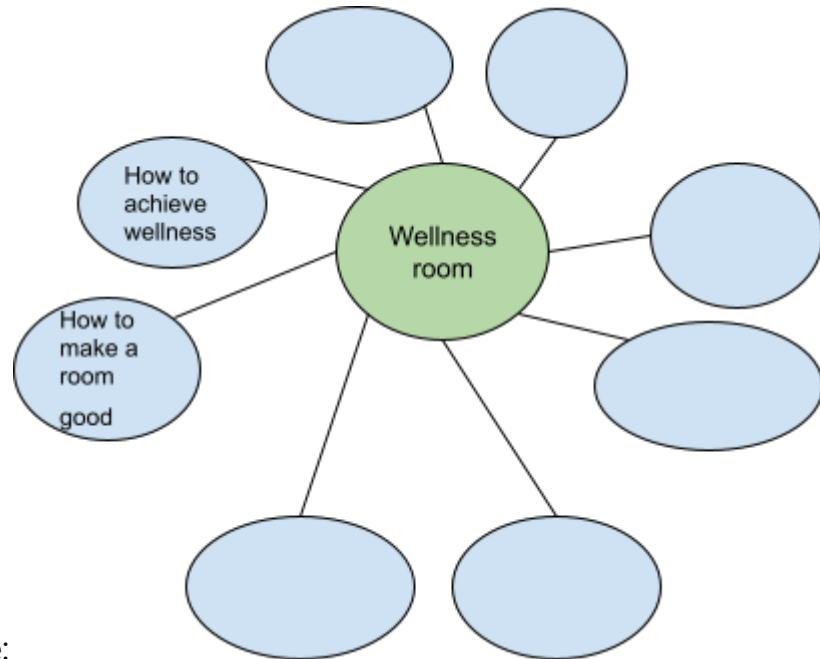 How to
achieve
wellness
Wellness
room
How to
make a
room
good